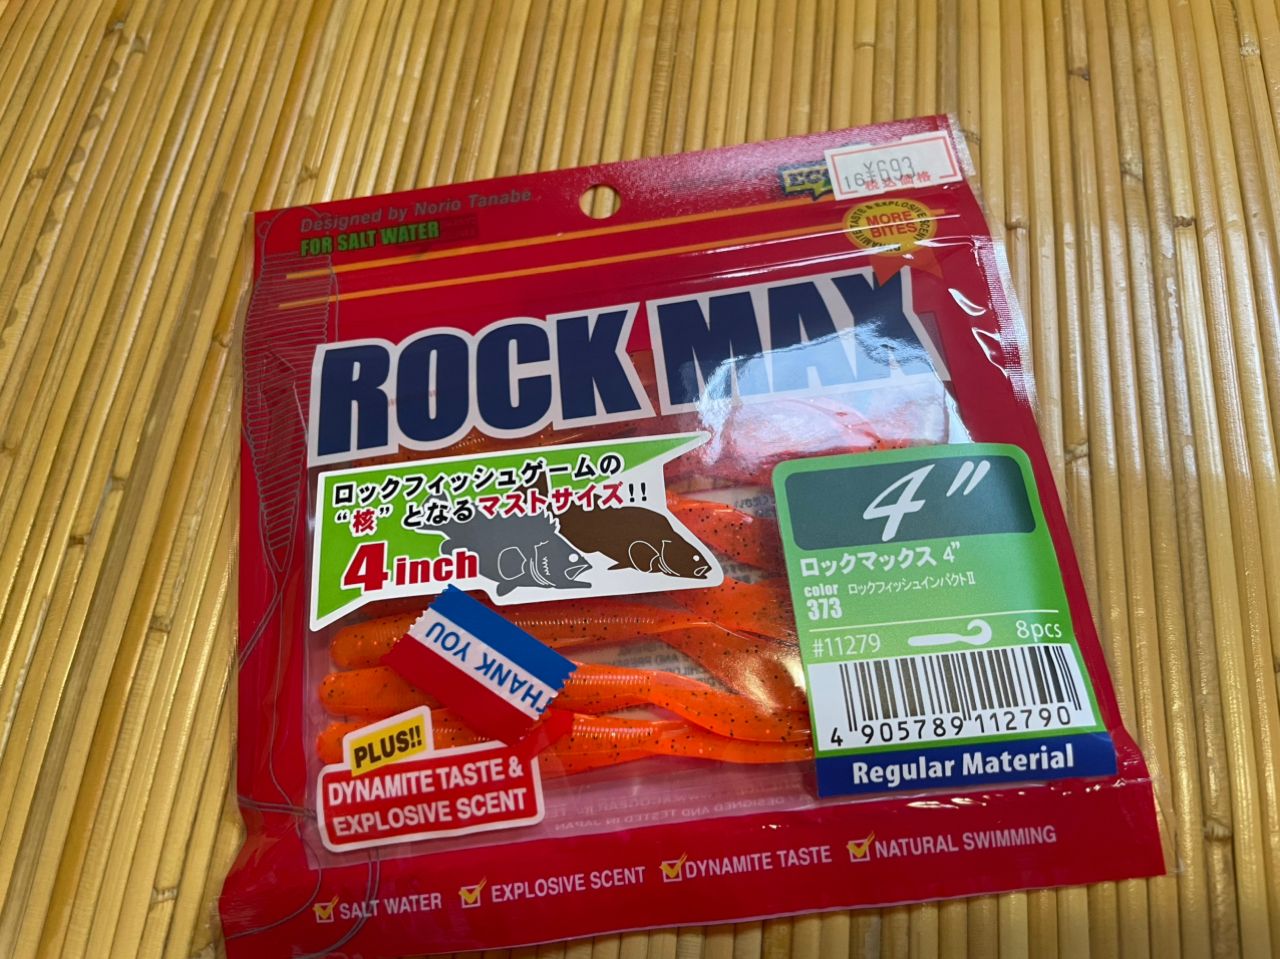 ¥693
税込価格
Designed by Norio Tanabe
FOR SALT WATER
MORE
BITES
ROCK MAX
ロックフィッシュゲームの
“核”となるマストサイズ!!
4inch
4"
ロックマックス 4"
color
373
ロックフィッシュインパクトⅡ
#11279
8pcs
4 905789 112790
Regular Material
THANK YOU
PLUS!!
DYNAMITE TASTE &
EXPLOSIVE SCENT
SALT WATER
EXPLOSIVE SCENT
DYNAMITE TASTE
NATURAL SWIMMING